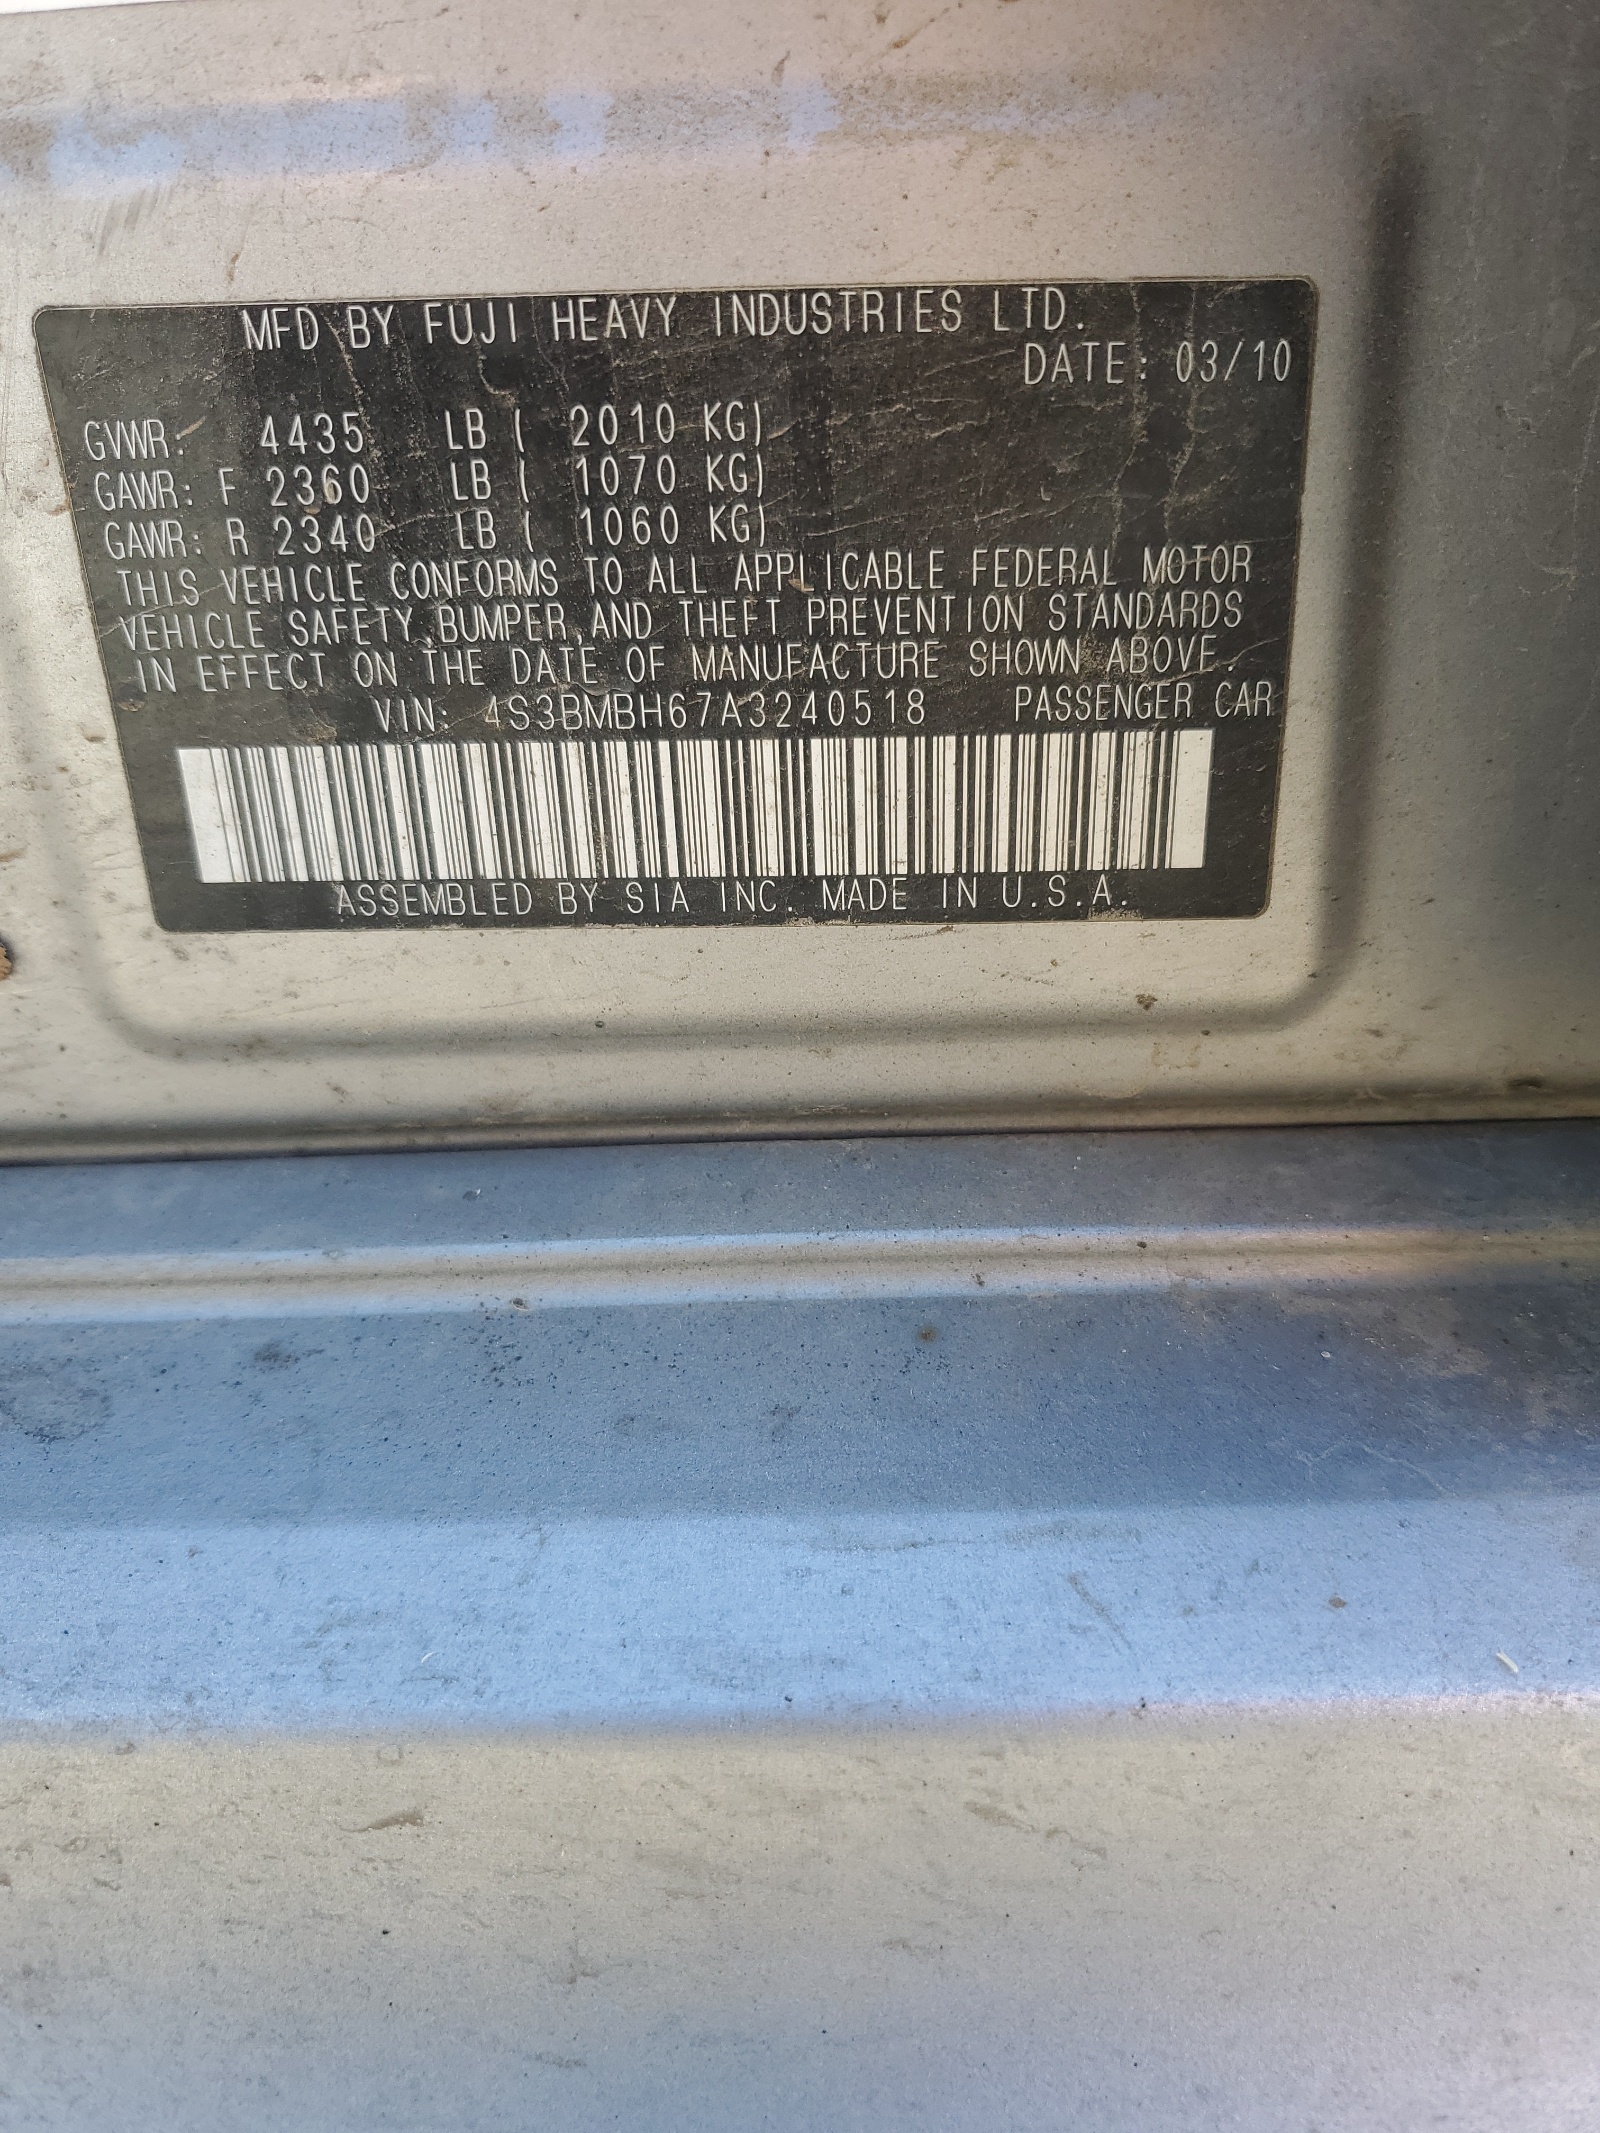 MFD BY FUJI HEAVY INDUSTRIES LTD.
DATE: 03/10
GVWR: 4435 LB ( 2010 KG)
GAWR: F 2360 LB ( 1070 KG)
GAWR: R 2340 LB ( 1060 KG)
THIS VEHICLE CONFORMS TO ALL APPLICABLE FEDERAL MOTOR
VEHICLE SAFETY, BUMPER, AND THEFT PREVENTION STANDARDS
IN EFFECT ON THE DATE OF MANUFACTURE SHOWN ABOVE.
VIN: 4S3BMBH67A3240518 PASSENGER CAR
ASSEMBLED BY SIA INC. MADE IN U.S.A.